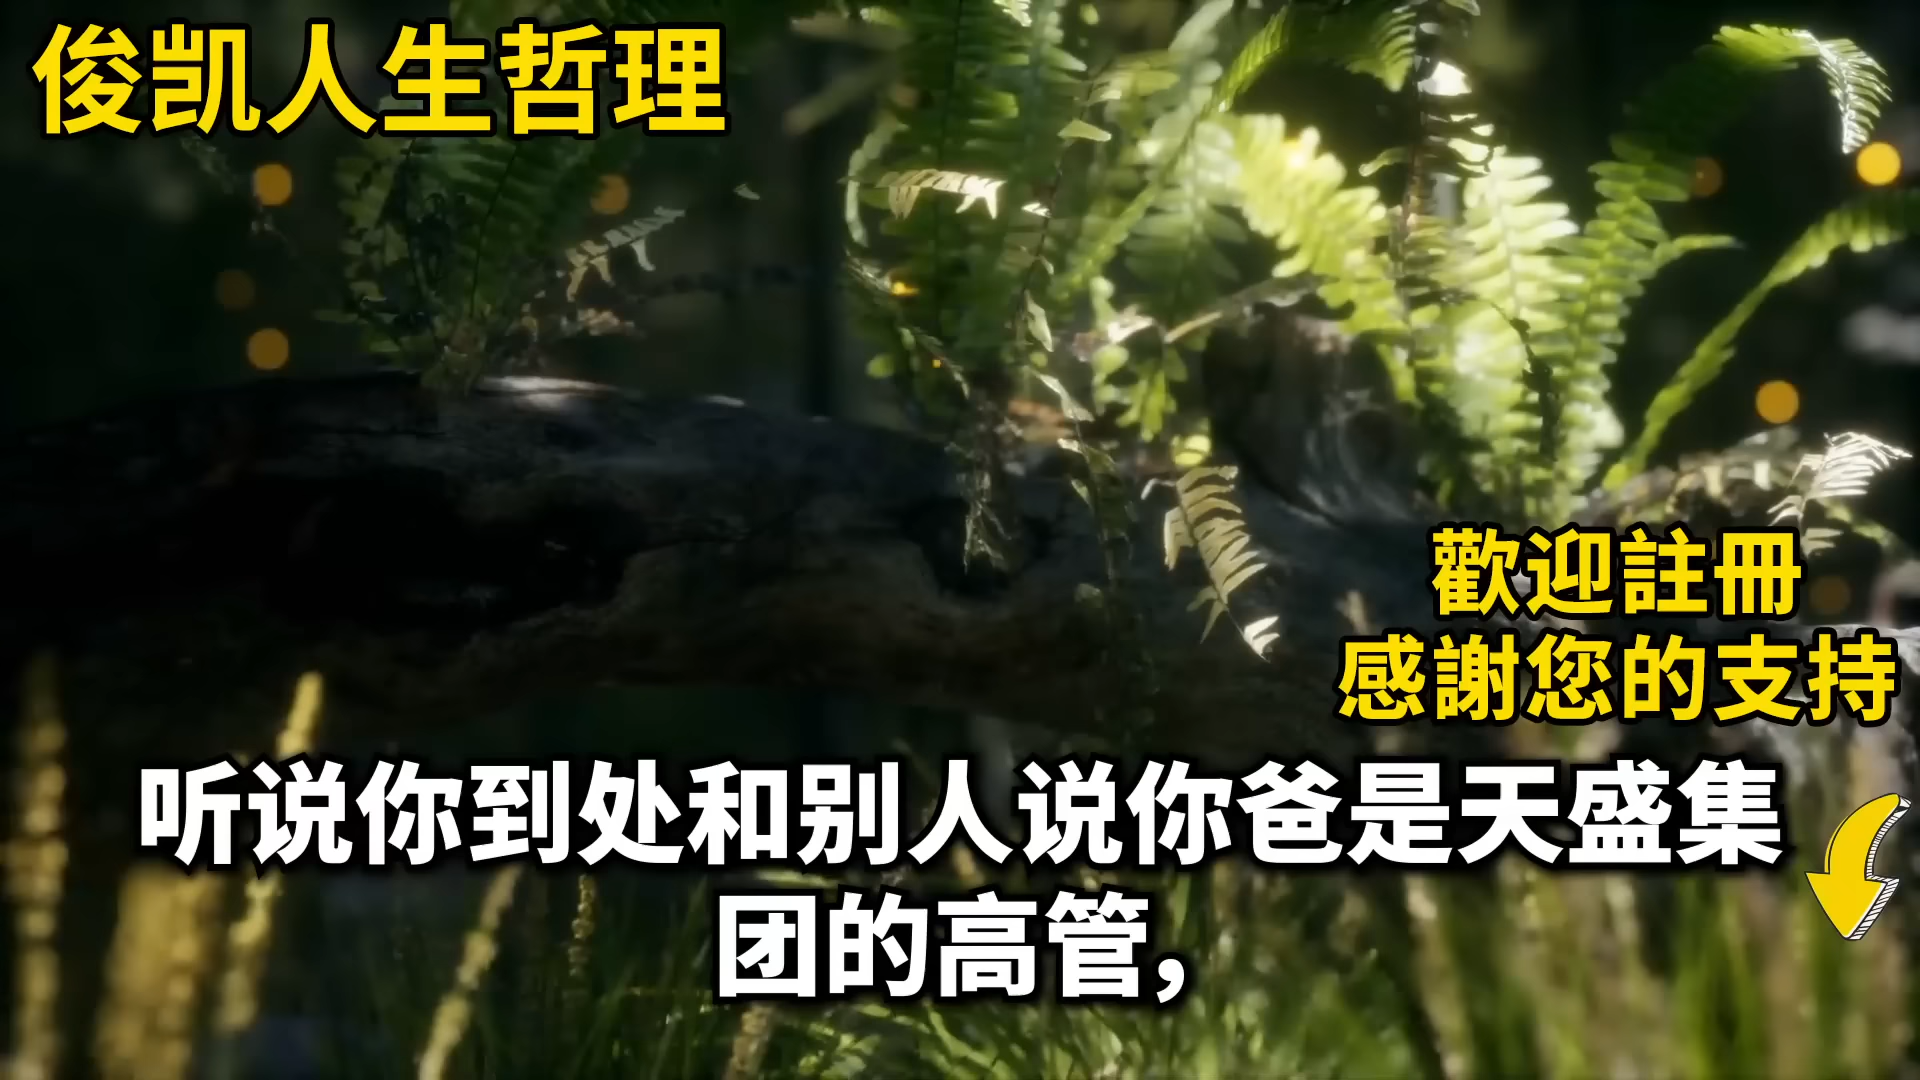 俊凯人生哲理
歡迎註冊
感謝您的支持
听说你到处和别人说你爸是天盛集
团的高管，